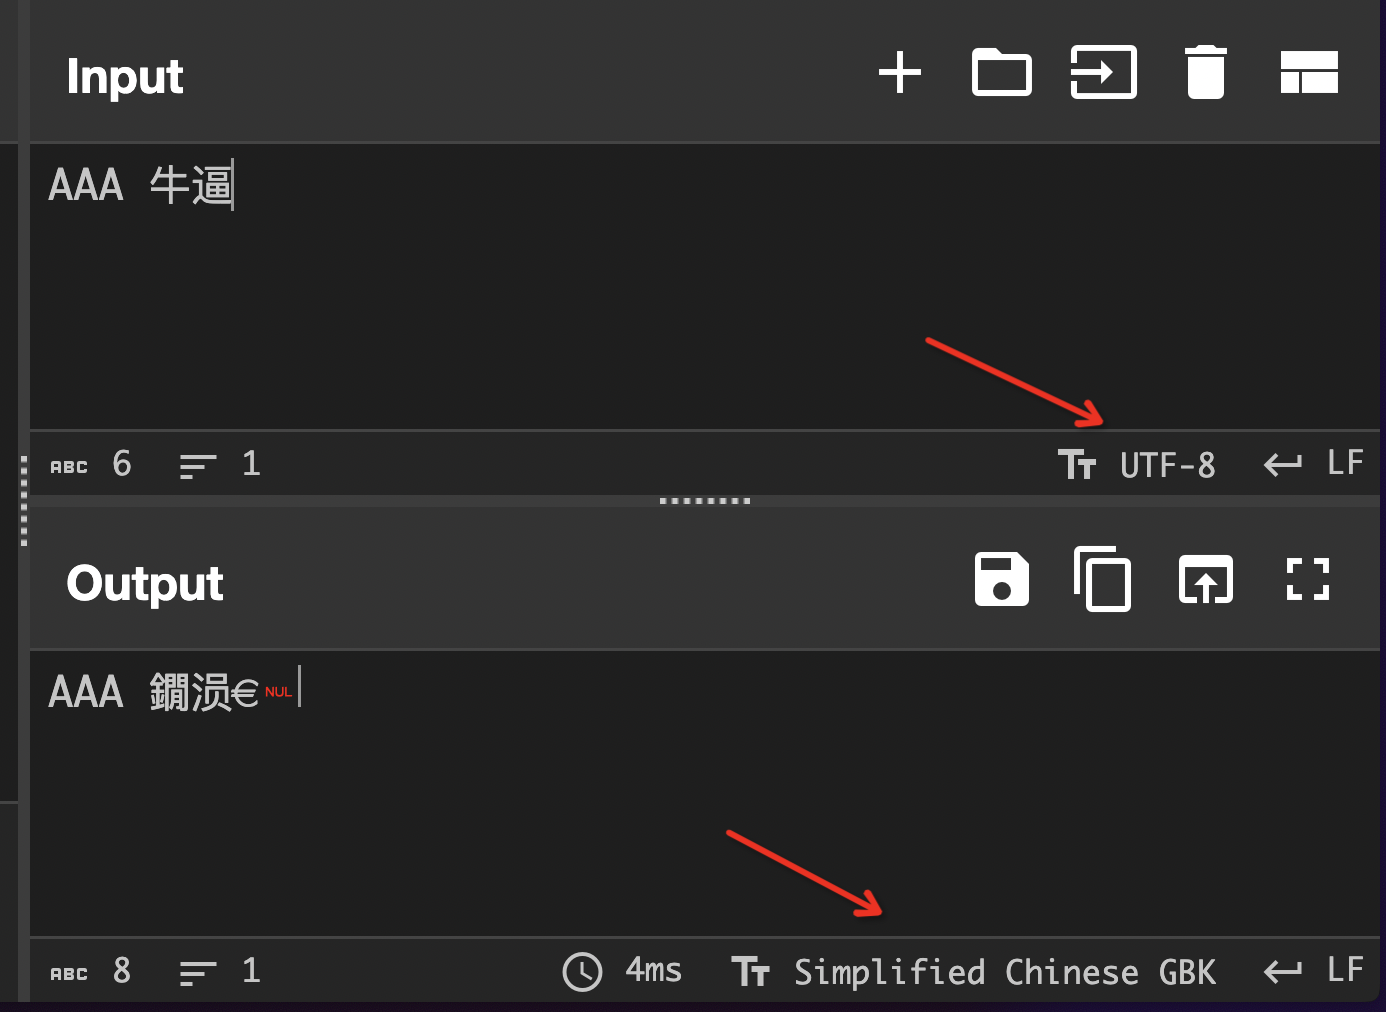 Input
AAA 牛逼
ABC 6 1 UTF-8 LF
Output
AAA 鐗涢€NUL
ABC 8 1 4ms Simplified Chinese GBK LF